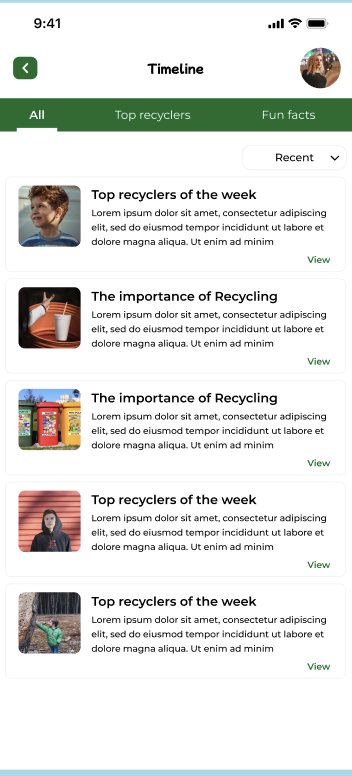 9:41
Timeline
All
Top recyclers
Fun facts
Recent
Top recyclers of the week
Lorem ipsum dolor sit amet, consectetur adipiscing
elit, sed do eiusmod tempor incididunt ut labore et
dolore magna aliqua. Ut enim ad minim
View
The importance of Recycling
Lorem ipsum dolor sit amet, consectetur adipiscing
elit, sed do eiusmod tempor incididunt ut labore et
dolore magna aliqua. Ut enim ad minim
View
The importance of Recycling
Lorem ipsum dolor sit amet, consectetur adipiscing
elit, sed do eiusmod tempor incididunt ut labore et
dolore magna aliqua. Ut enim ad minim
View
Top recyclers of the week
Lorem ipsum dolor sit amet, consectetur adipiscing
elit, sed do eiusmod tempor incididunt ut labore et
dolore magna aliqua. Ut enim ad minim
View
Top recyclers of the week
Lorem ipsum dolor sit amet, consectetur adipiscing
elit, sed do eiusmod tempor incididunt ut labore et
dolore magna aliqua. Ut enim ad minim
View